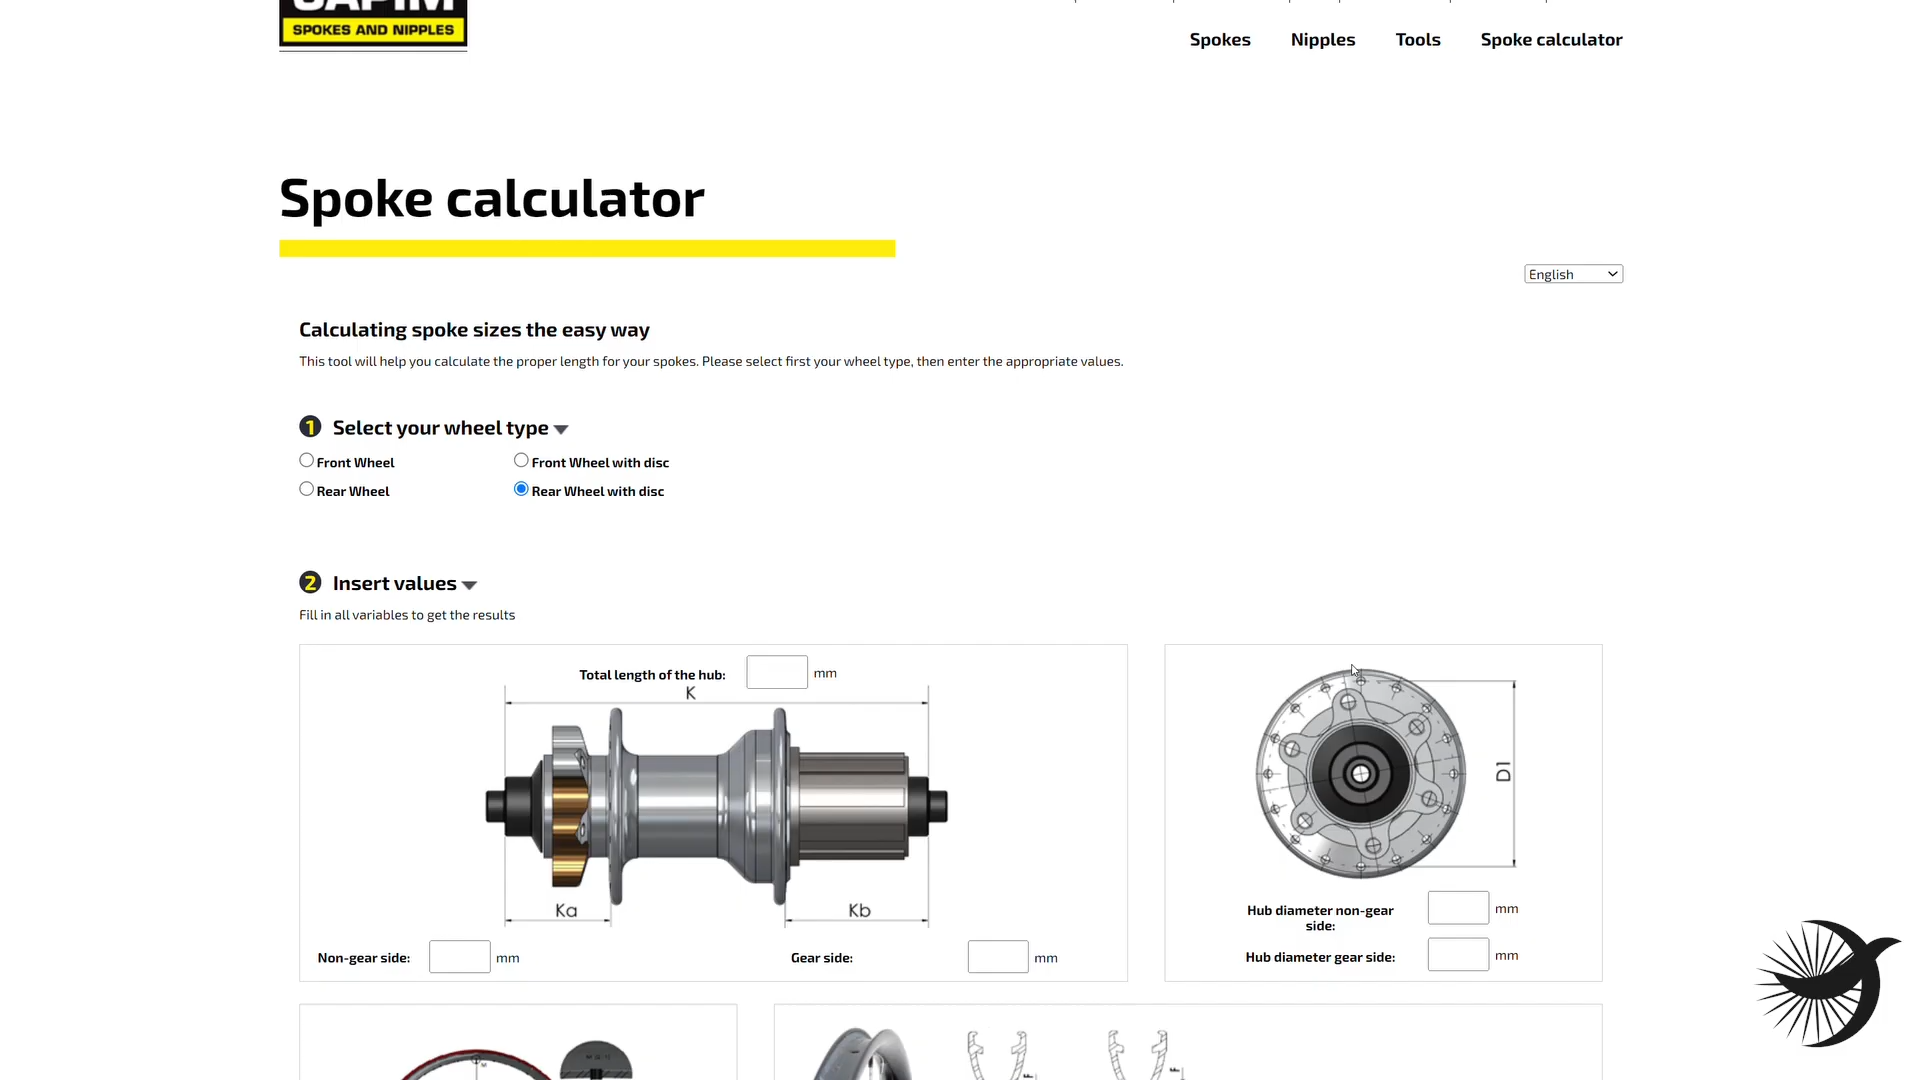 SAPIM
SPOKES AND NIPPLES
Spokes
Nipples
Tools
Spoke calculator
Spoke calculator
English
Calculating spoke sizes the easy way
This tool will help you calculate the proper length for your spokes. Please select first your wheel type, then enter the appropriate values.
1 Select your wheel type
Front Wheel
Front Wheel with disc
Rear Wheel
Rear Wheel with disc
2 Insert values
Fill in all variables to get the results
Total length of the hub: mm
K
D1
Ka
Kb
Hub diameter non-gear side: mm
Hub diameter gear side: mm
Non-gear side: mm
Gear side: mm